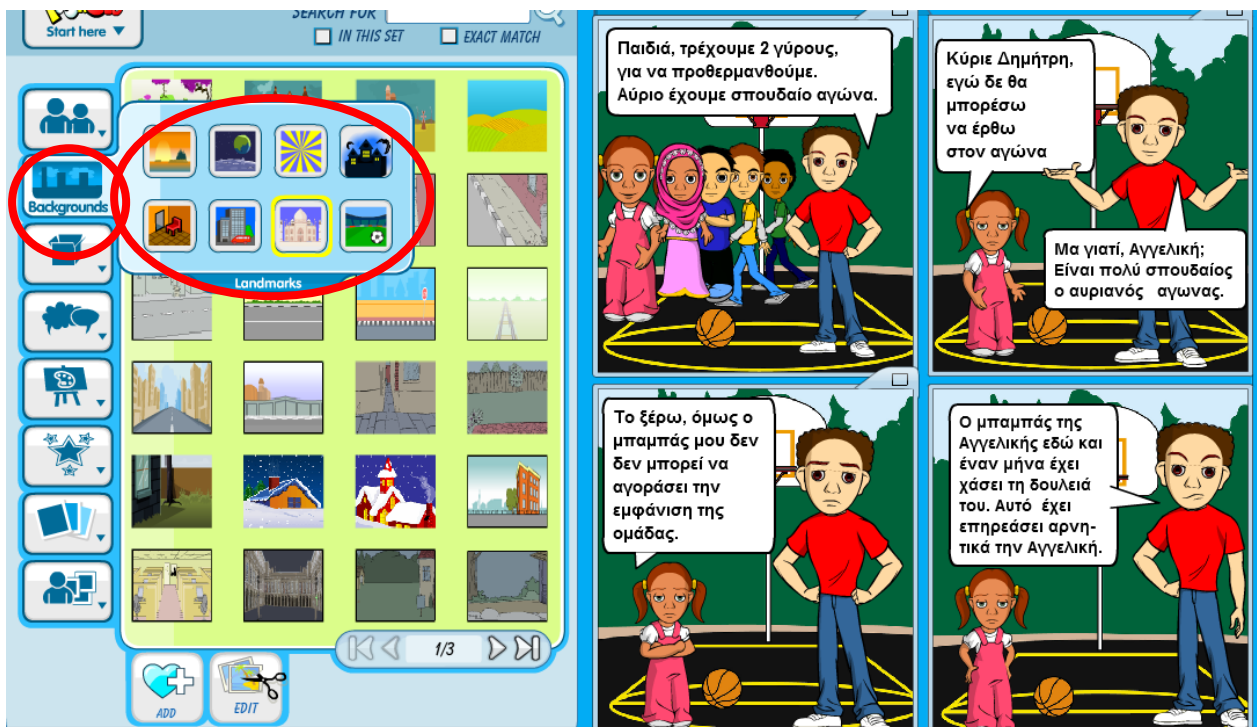 Start here
SEARCH FOR
IN THIS SET
EXACT MATCH
Backgrounds
Landmarks
1/3
ADD
EDIT
Παιδιά, τρέχουμε 2 γύρους,
για να προθερμανθούμε.
Αύριο έχουμε σπουδαίο αγώνα.
Κύριε Δημήτρη,
εγώ δε θα
μπορέσω
να έρθω
στον αγώνα
Μα γιατί, Αγγελική;
Είναι πολύ σπουδαίος
ο αυριανός αγωνας.
Το ξέρω, όμως ο
μπαμπάς μου δεν
δεν μπορεί να
αγοράσει την
εμφάνιση της
ομάδας.
Ο μπαμπάς της
Αγγελικής εδώ και
έναν μήνα έχει
χάσει τη δουλειά
του. Αυτό έχει
επηρεάσει αρνη-
τικά την Αγγελική.